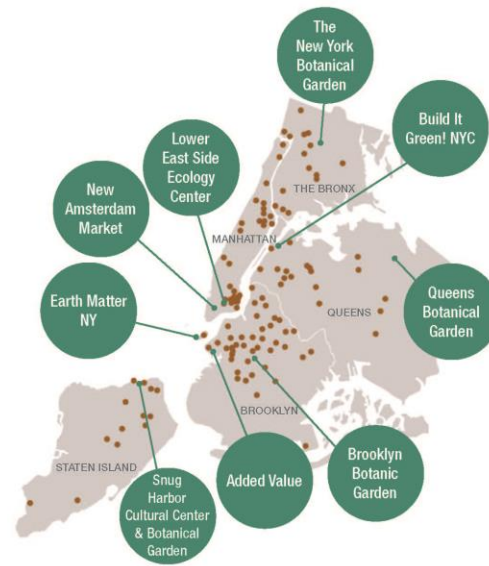 The
New York
Botanical
Garden
Build It
Green! NYC
Lower
East Side
Ecology
Center
New
Amsterdam
Market
THE BRONX
MANHATTAN
Earth Matter
NY
QUEENS
Queens
Botanical
Garden
BROOKLYN
STATEN ISLAND
Snug
Harbor
Cultural Center
& Botanical
Garden
Added Value
Brooklyn
Botanic
Garden